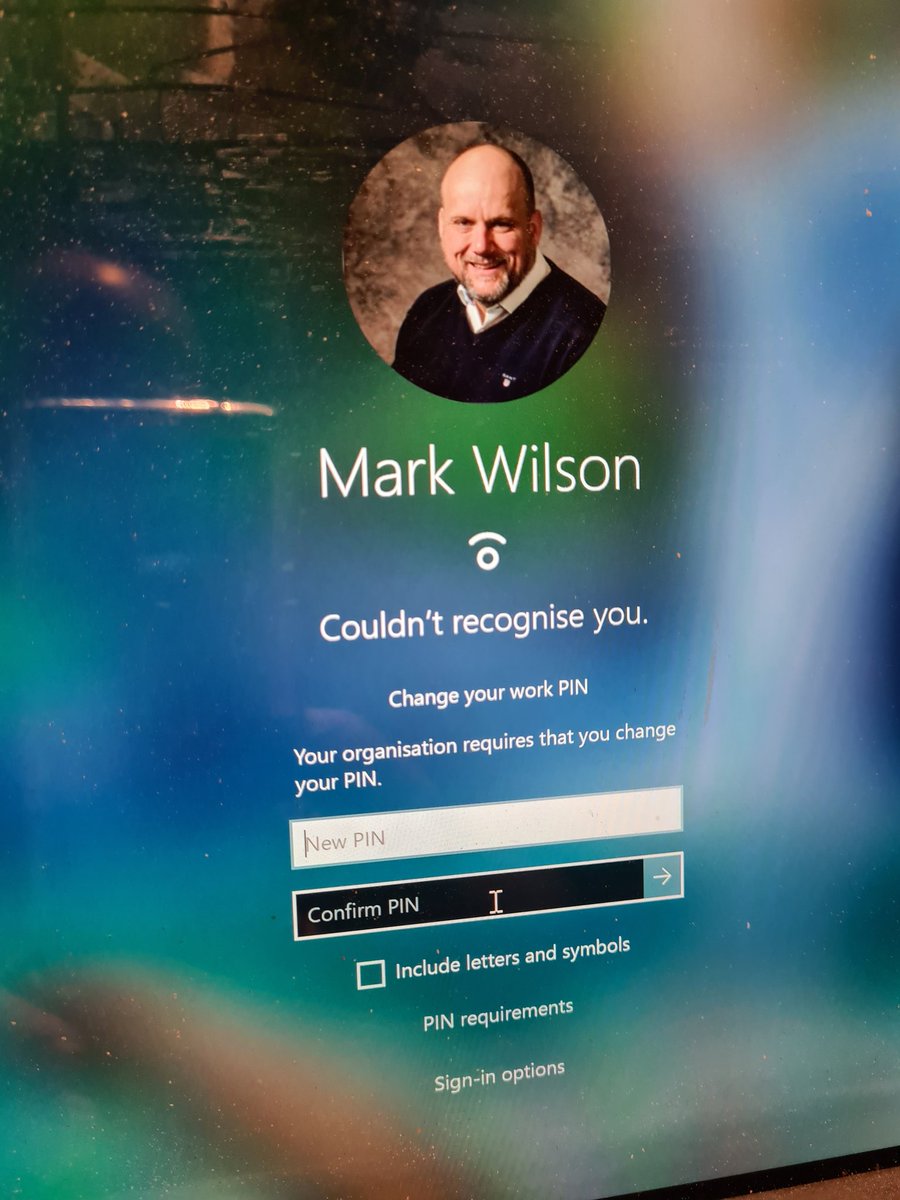 Mark Wilson
Couldn't recognise you.
Change your work PIN
Your organisation requires that you change
your PIN.
New PIN
Confirm PIN
Include letters and symbols
PIN requirements
Sign-in options